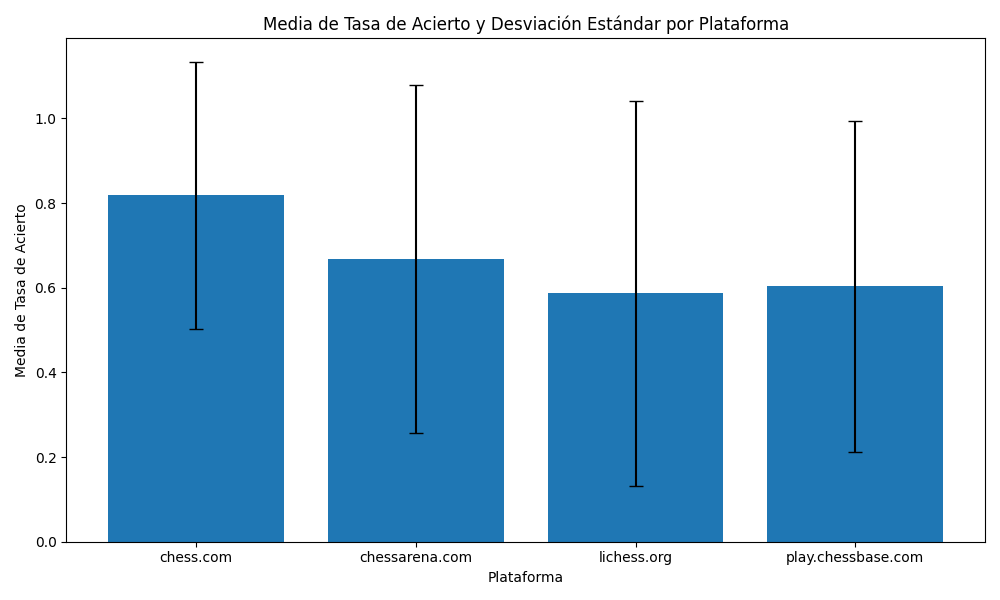 Media de Tasa de Acierto y Desviación Estándar por Plataforma
Media de Tasa de Acierto
1.0
0.8
0.6
0.4
0.2
0.0
chess.com chessarena.com lichess.org play.chessbase.com
Plataforma